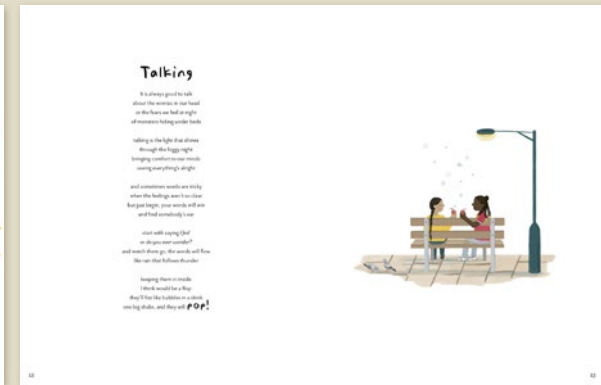 Talking
It is always good to talk
about the worries in our head
or the fears we feel at night
of monsters hiding under beds
talking is the light that shines
through the foggy night
bringing comfort to our minds
saying everything's alright
and sometimes words are tricky
when the feelings aren't so clear
but just begin, your words will win
and find somebody's ear
start with saying I feel
or do you ever wonder?
and watch them go, the words will flow
like rain that follows thunder
keeping them in inside
I think would be a flop
they'll fizz like bubbles in a drink
one big shake, and they will POP!